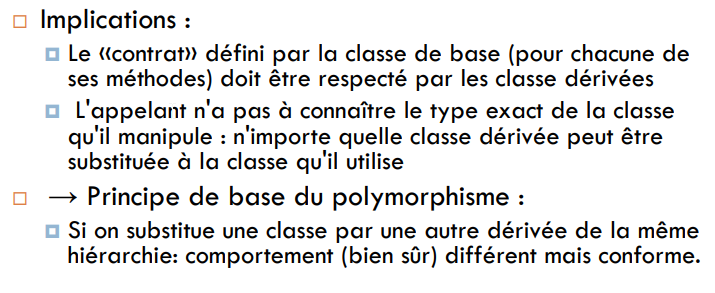 Implications :
Le «contrat» défini par la classe de base (pour chacune de
ses méthodes) doit être respecté par les classe dérivées
L'appelant n'a pas à connaître le type exact de la classe
qu'il manipule : n'importe quelle classe dérivée peut être
substituée à la classe qu'il utilise
→ Principe de base du polymorphisme :
Si on substitue une classe par une autre dérivée de la même
hiérarchie: comportement (bien sûr) différent mais conforme.